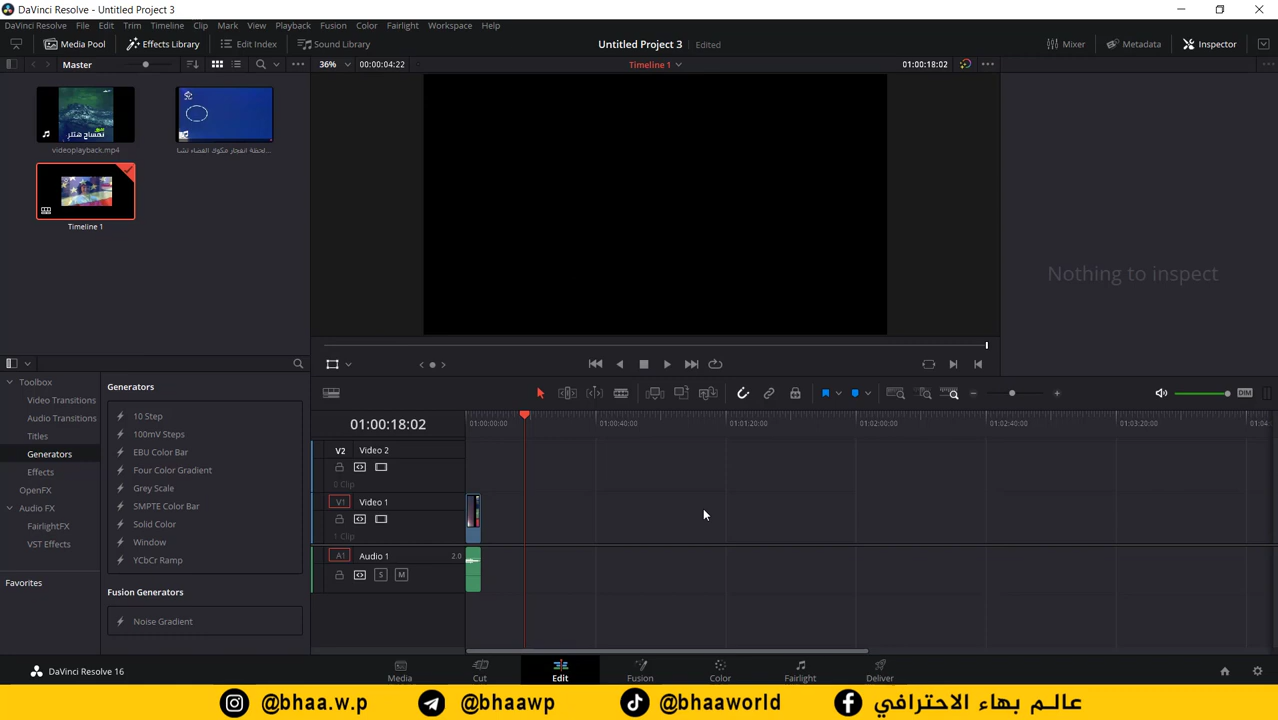 DaVinci Resolve - Untitled Project 3
DaVinci Resolve File Edit Trim Timeline Clip Mark View Playback Fusion Color Fairlight Workspace Help
Media Pool Effects Library Edit Index Sound Library Untitled Project 3 Edited Mixer Metadata Inspector
Master 36% 00:00:04:22 Timeline 1 01:00:18:02
videoplayback.mp4
لحظة انفجار مكوك الفضاء تشا...
Timeline 1
Nothing to inspect
Toolbox
Video Transitions
Audio Transitions
Titles
Generators
Effects
OpenFX
Audio FX
FairlightFX
VST Effects
Favorites
Generators
10 Step
100mV Steps
EBU Color Bar
Four Color Gradient
Grey Scale
SMPTE Color Bar
Solid Color
Window
YCbCr Ramp
Fusion Generators
Noise Gradient
DIM
01:00:18:02
01:00:00:00 01:00:40:00 01:01:20:00 01:02:00:00 01:02:40:00 01:03:20:00 01:04
V2 Video 2
0 Clip
V1 Video 1
1 Clip
A1 Audio 1 2.0
S M
DaVinci Resolve 16
Media Cut Edit Fusion Color Fairlight Deliver
@bhaa.w.p @bhaawp @bhaaworld عالم بهاء الاحترافي